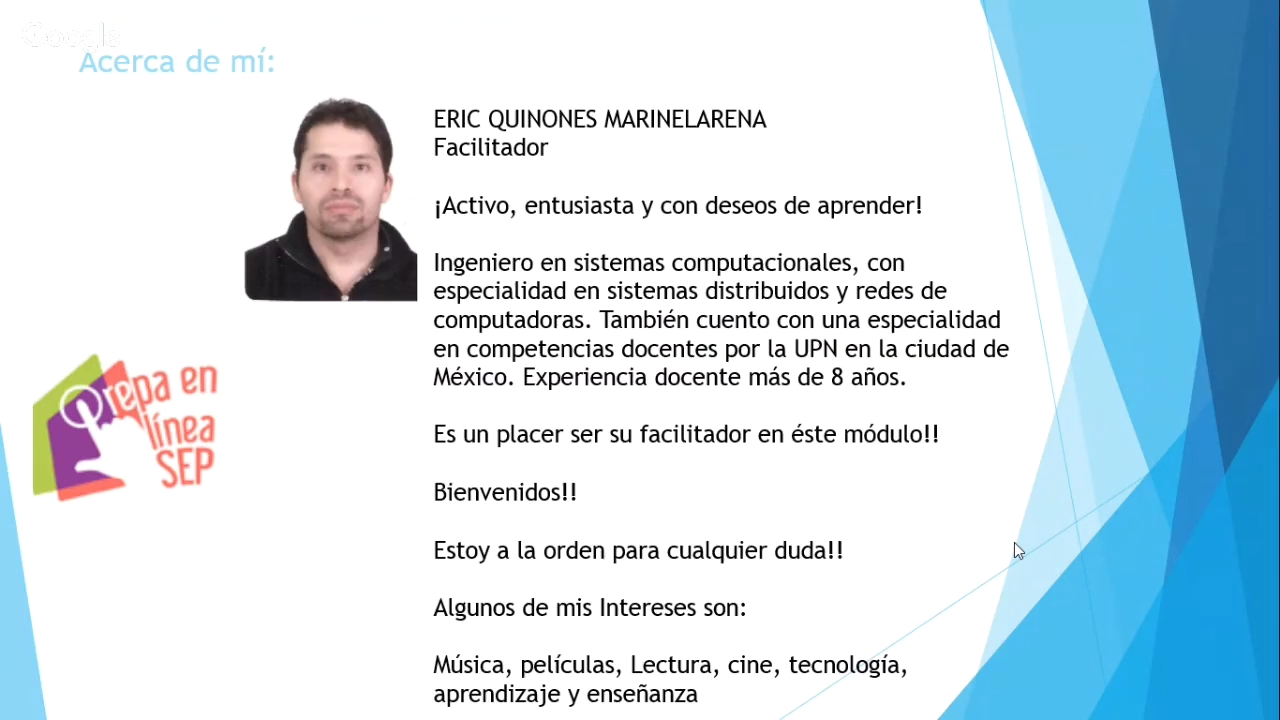 Google
Acerca de mí:
ERIC QUINONES MARINELARENA
Facilitador
¡Activo, entusiasta y con deseos de aprender!
Ingeniero en sistemas computacionales, con
especialidad en sistemas distribuidos y redes de
computadoras. También cuento con una especialidad
en competencias docentes por la UPN en la ciudad de
México. Experiencia docente más de 8 años.
Prepa en
línea
SEP
Es un placer ser su facilitador en éste módulo!!
Bienvenidos!!
Estoy a la orden para cualquier duda!!
Algunos de mis Intereses son:
Música, películas, Lectura, cine, tecnología,
aprendizaje y enseñanza